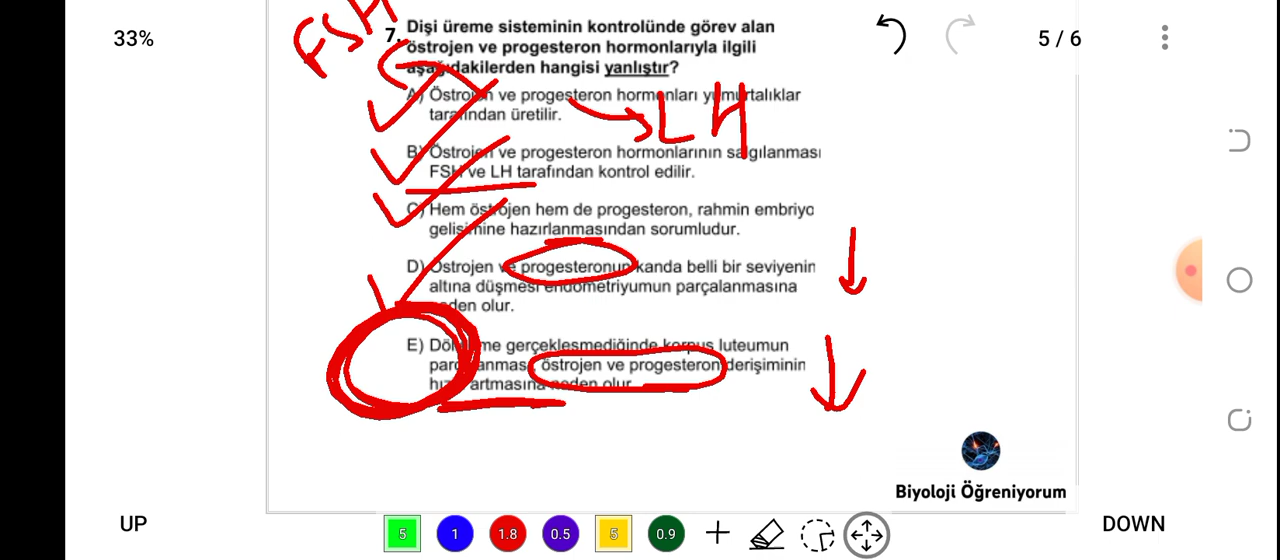 33%
FSH
5 / 6
7. Dişi üreme sisteminin kontrolünde görev alan
östrojen ve progesteron hormonlarıyla ilgili
aşağıdakilerden hangisi yanlıştır?
A) Östrojen ve progesteron hormonları yumurtalıklar
tarafından üretilir.
LH
B) Östrojen ve progesteron hormonlarının salgılanması
FSH ve LH tarafından kontrol edilir.
C) Hem östrojen hem de progesteron, rahmin embriyo
gelişimine hazırlanmasından sorumludur.
D) Östrojen ve progesteronun kanda belli bir seviyenin
altına düşmesi endometriyumun parçalanmasına
neden olur.
E) Döllenme gerçekleşmediğinde korpus luteumun
parçalanması, östrojen ve progesteron derişiminin
hızla artmasına neden olur.
Biyoloji Öğreniyorum
UP
5 1 1.8 0.5 5 0.9
DOWN